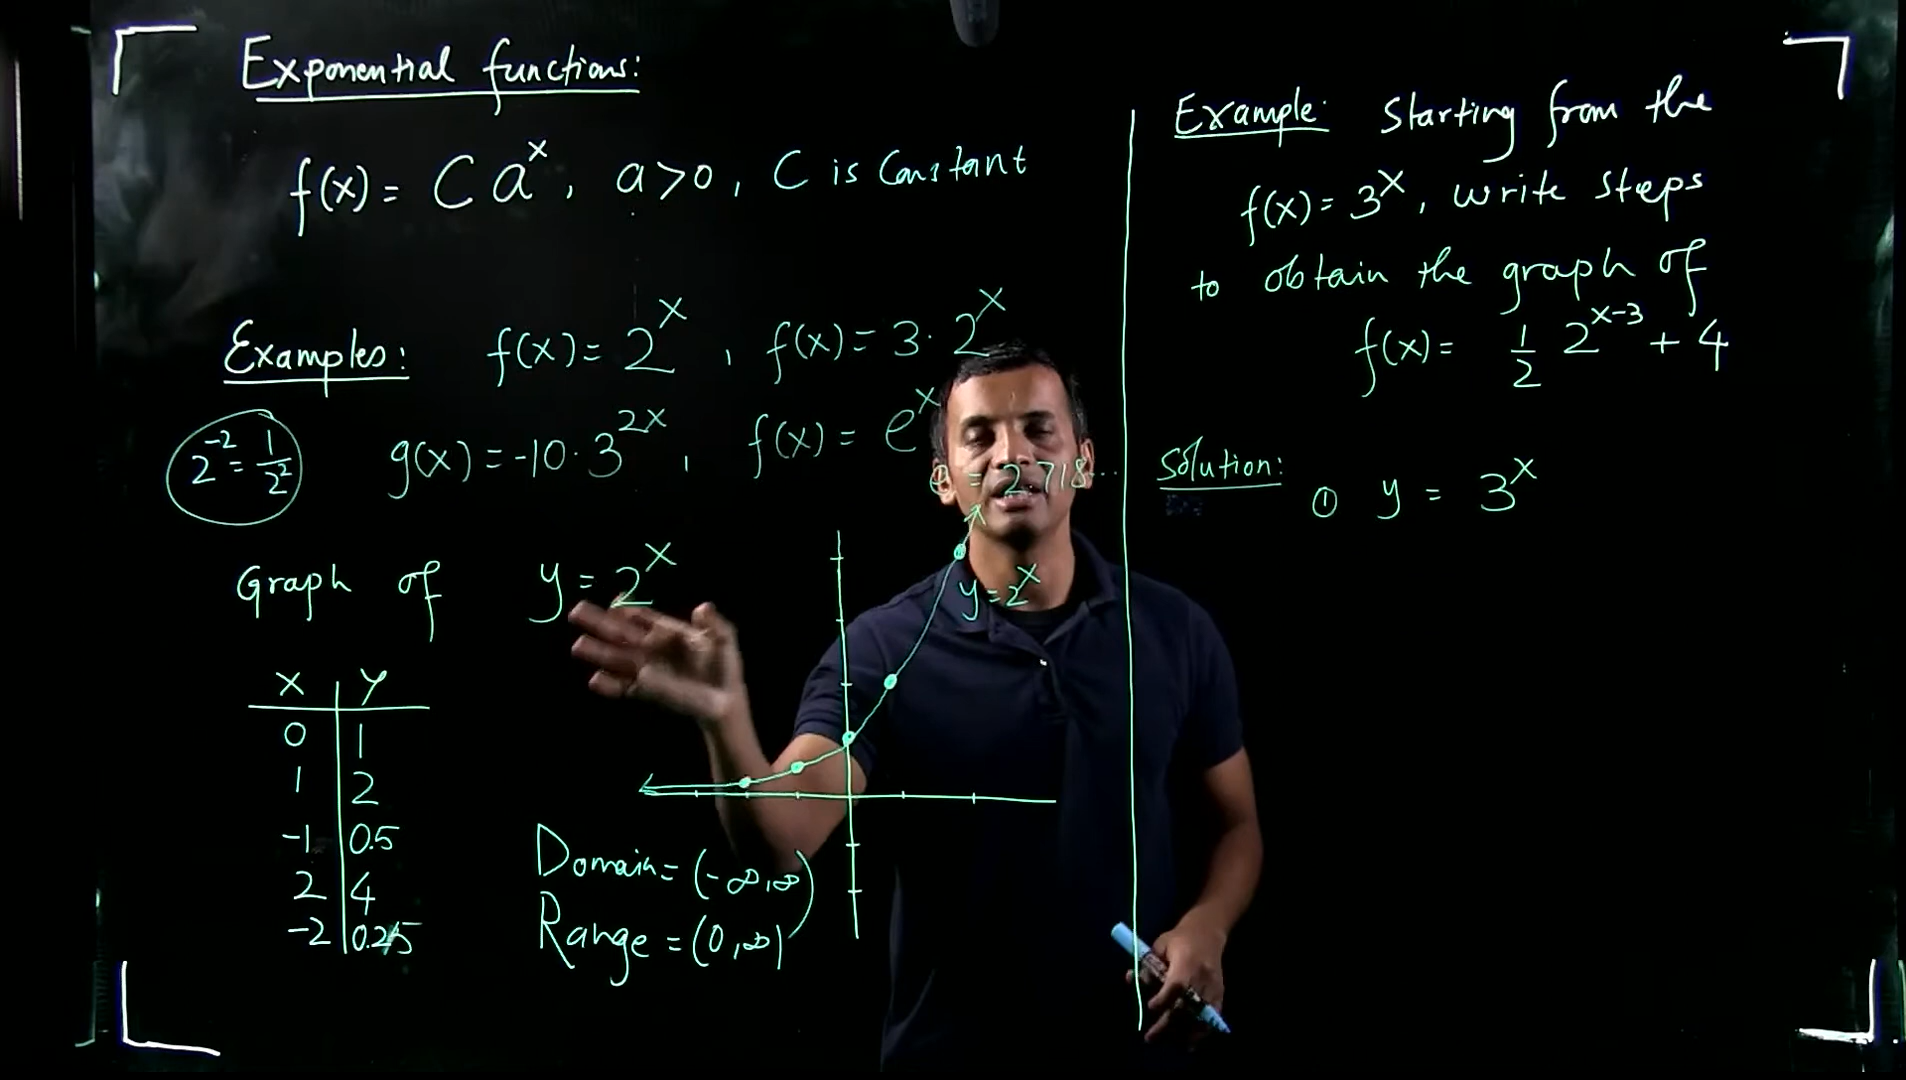 Exponential functions:
f(x) = C a^x, a>0, C is Constant
Examples: f(x) = 2^x, f(x) = 3·2^x
2^-2 = 1/2^2
g(x) = -10·3^2x, f(x) = e^x
e = 2.718...
Graph of y = 2^x
y = 2^x
X | Y
0 | 1
1 | 2
-1 | 0.5
2 | 4
-2 | 0.25
Domain = (-∞,∞)
Range = (0,∞)
Example: Starting from the
f(x) = 3^x, write steps
to obtain the graph of
f(x) = 1/2 2^x-3 + 4
Solution: ① y = 3^x